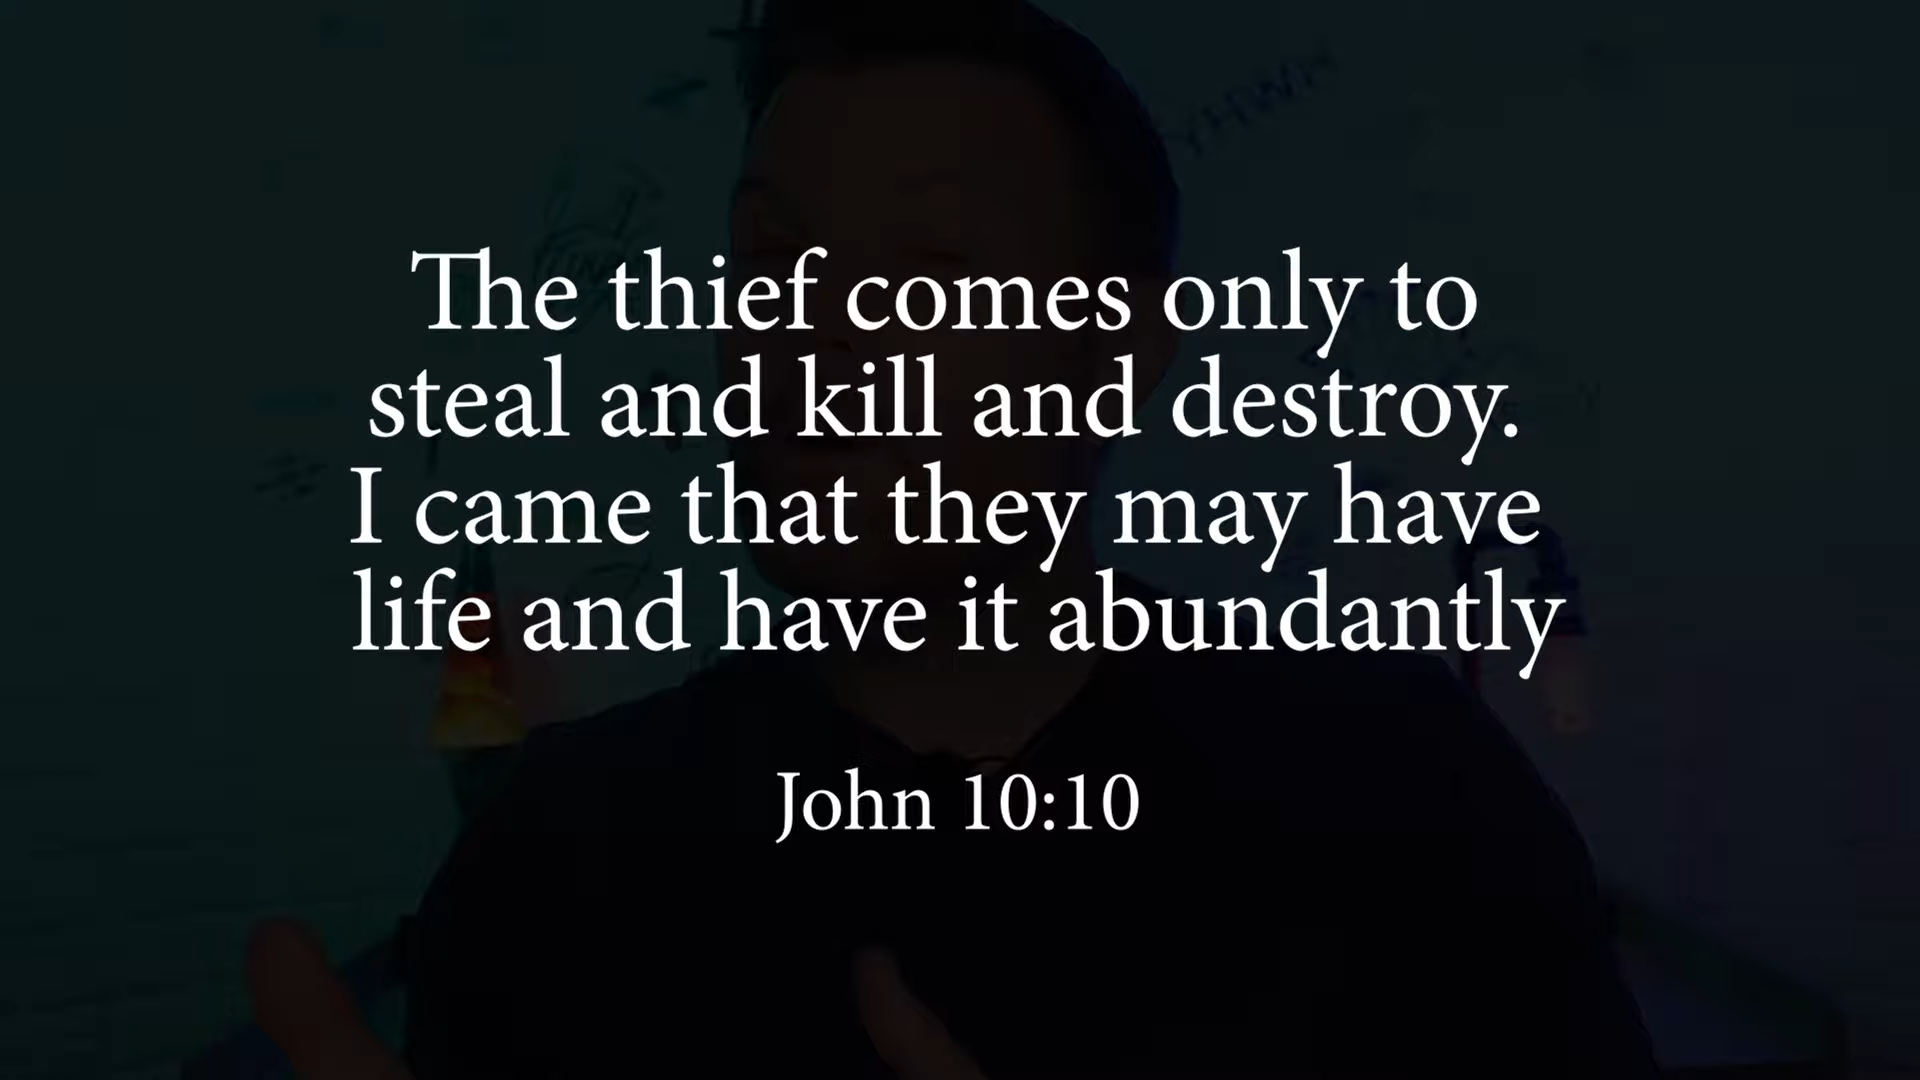 YHWH
The thief comes only to
steal and kill and destroy.
I came that they may have
life and have it abundantly
John 10:10